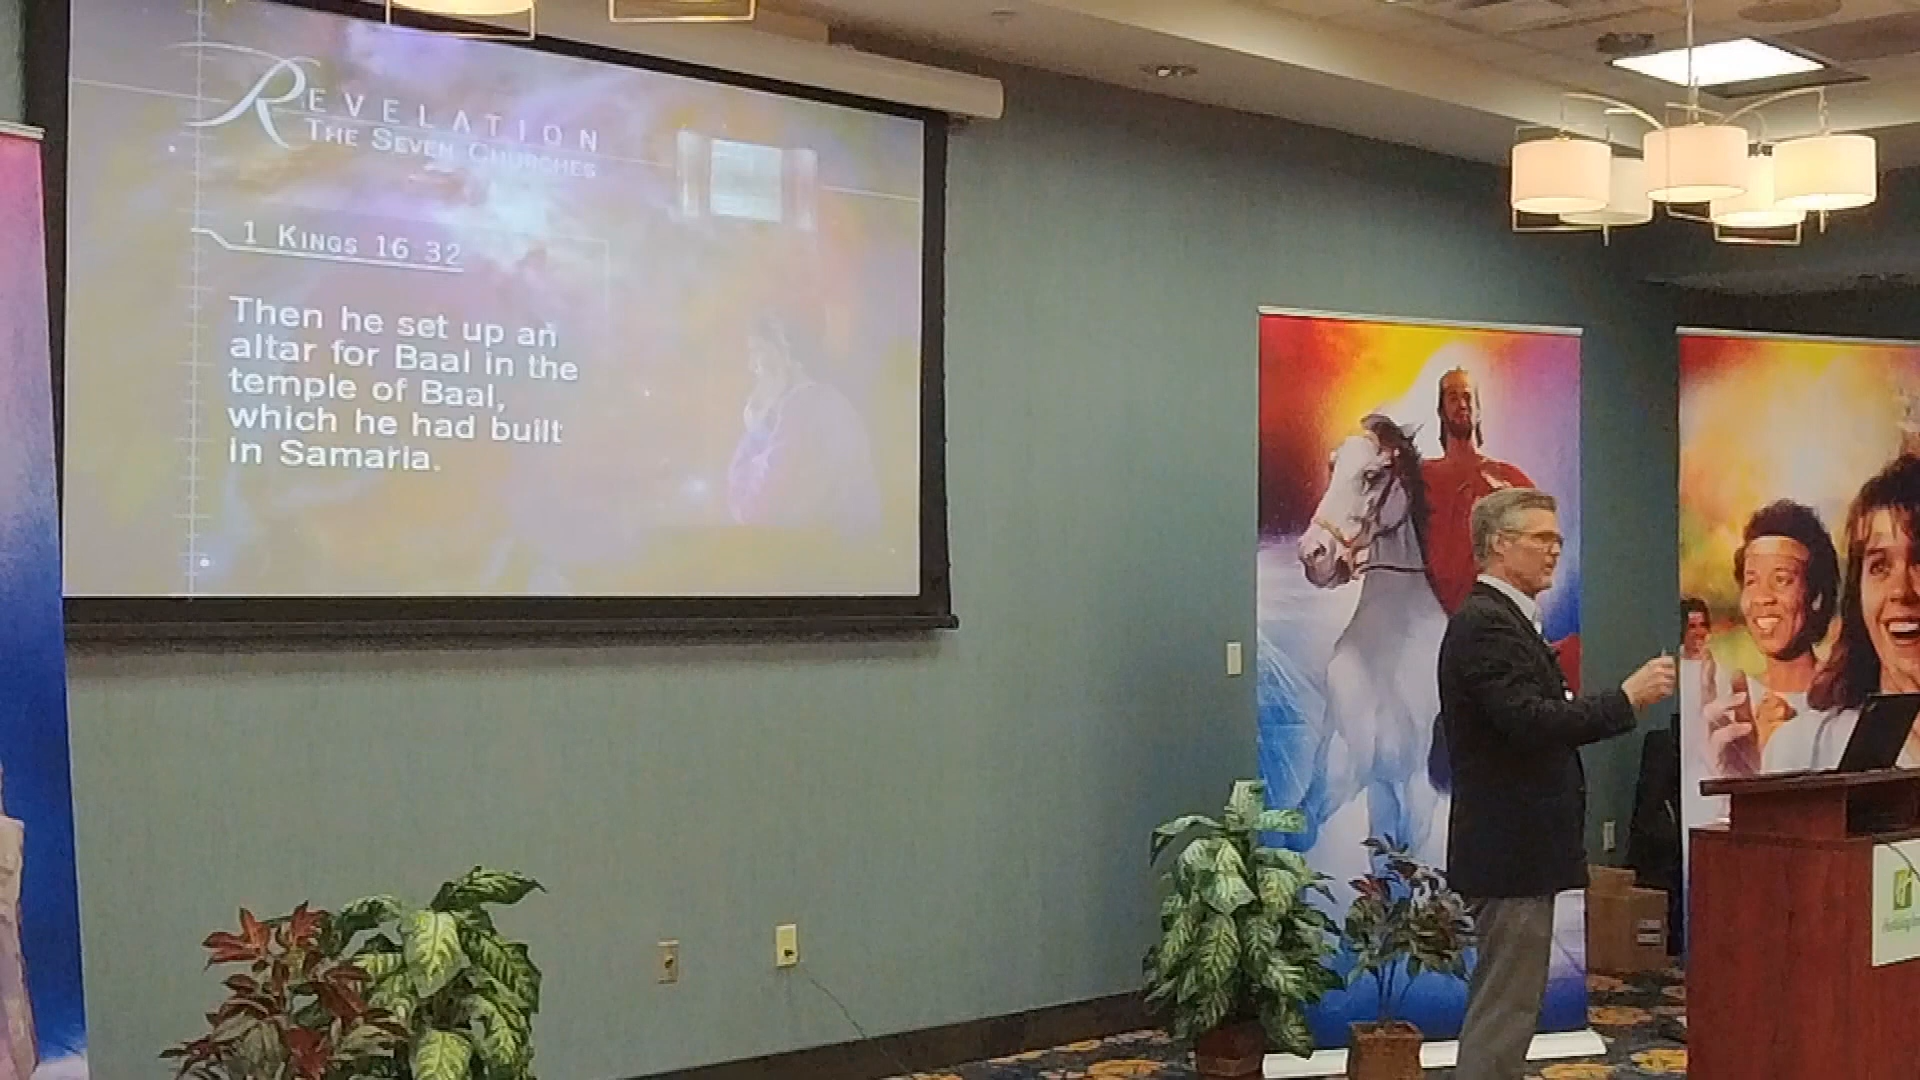 REVELATION
THE SEVEN CHURCHES
1 KINGS 16 32
Then he set up an
altar for Baal in the
temple of Baal,
which he had built
in Samaria.